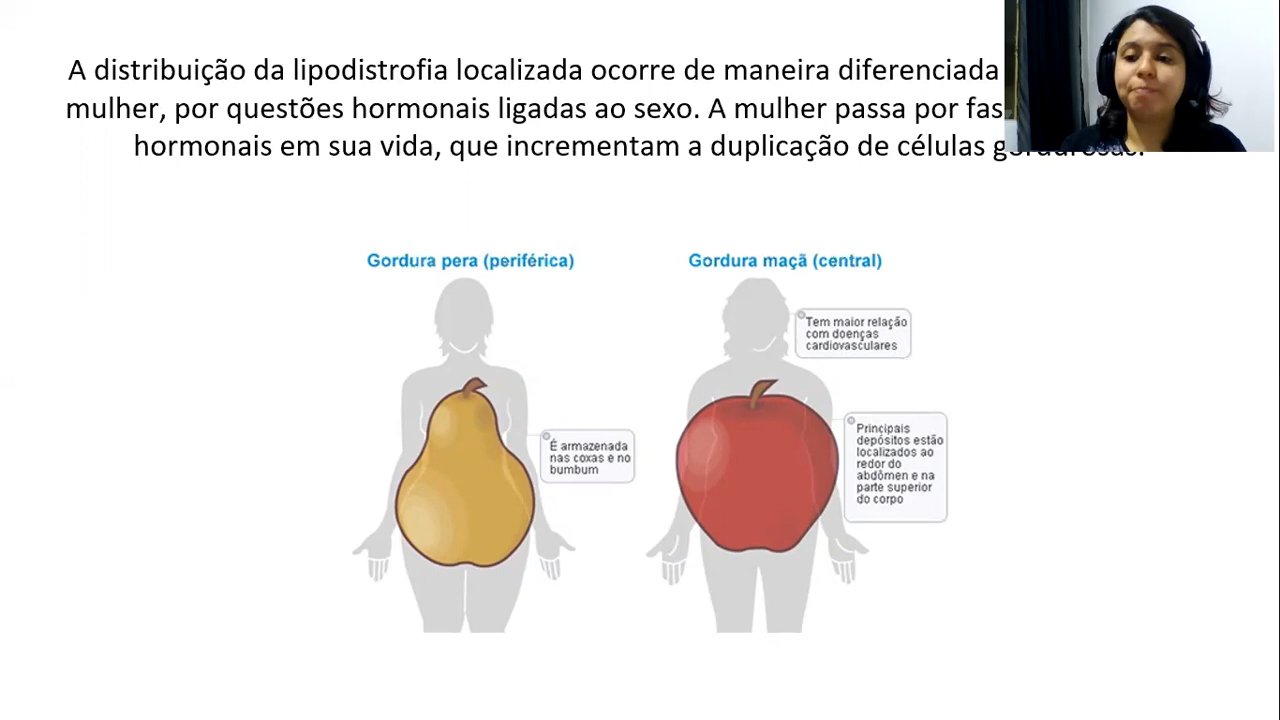 A distribuição da lipodistrofia localizada ocorre de maneira diferenciada
mulher, por questões hormonais ligadas ao sexo. A mulher passa por
hormonais em sua vida, que incrementam a duplicação de células
Gordura pera (periférica)
Gordura maçã (central)
Tem maior relação
com doenças
cardiovasculares
É armazenada
nas coxas e no
bumbum
Principais
depósitos estão
localizados ao
redor do
abdômen e na
parte superior
do corpo